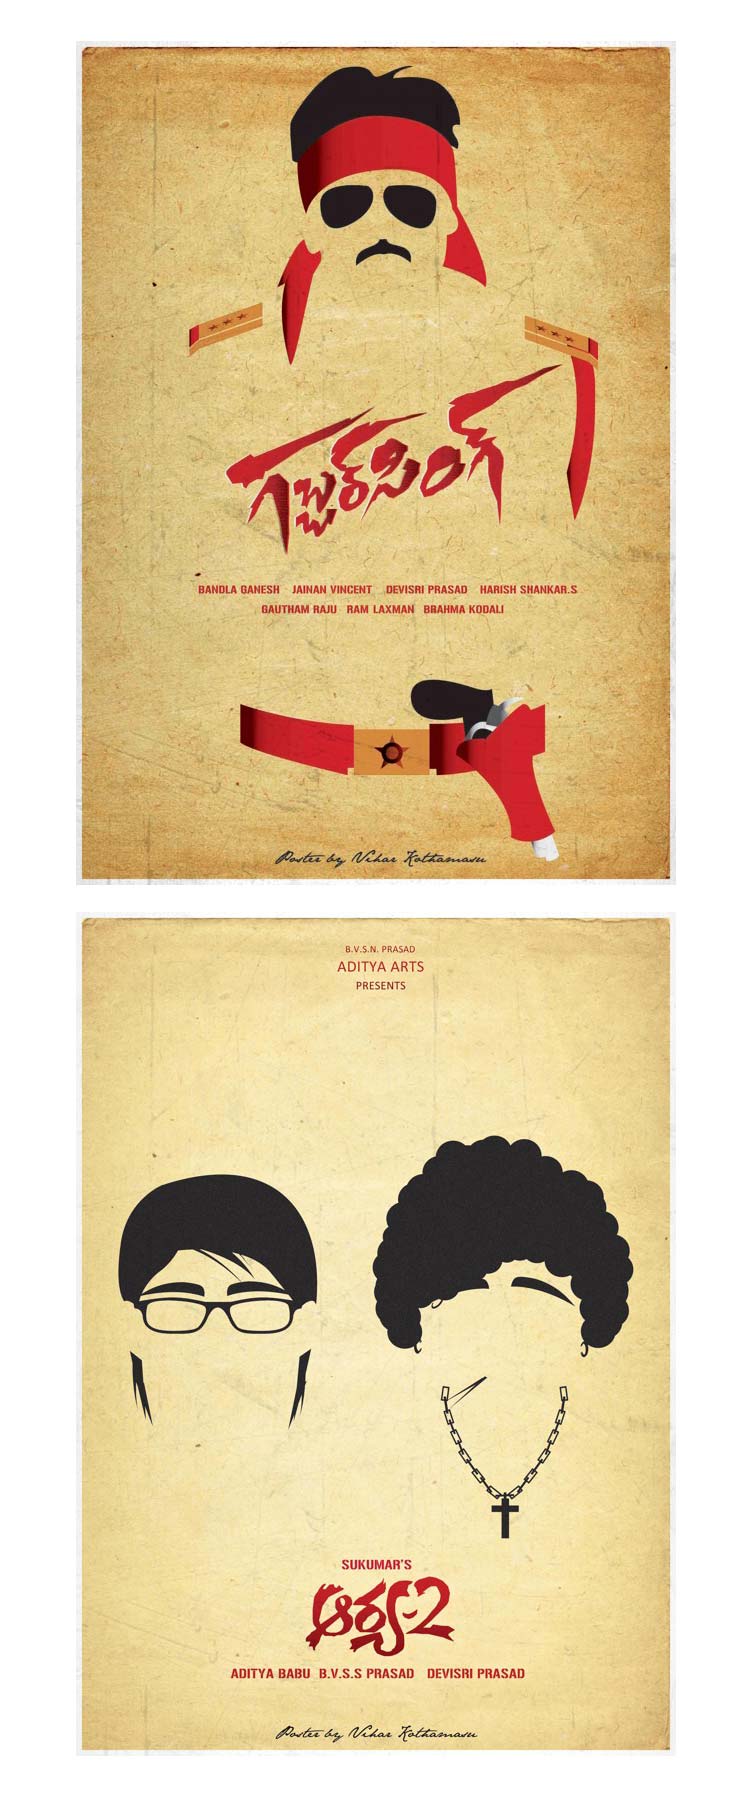 గబ్బర్ సింగ్
BANDLA GANESH JAINAN VINCENT DEVISRI PRASAD HARISH SHANKAR.S
GAUTHAM RAJU RAM LAXMAN BRAHMA KODALI
Poster by Vihar Kothamasu
B.V.S.N. PRASAD
ADITYA ARTS
PRESENTS
SUKUMAR'S
ఆర్య-2
ADITYA BABU B.V.S.S PRASAD DEVISRI PRASAD
Poster by Vihar Kothamasu